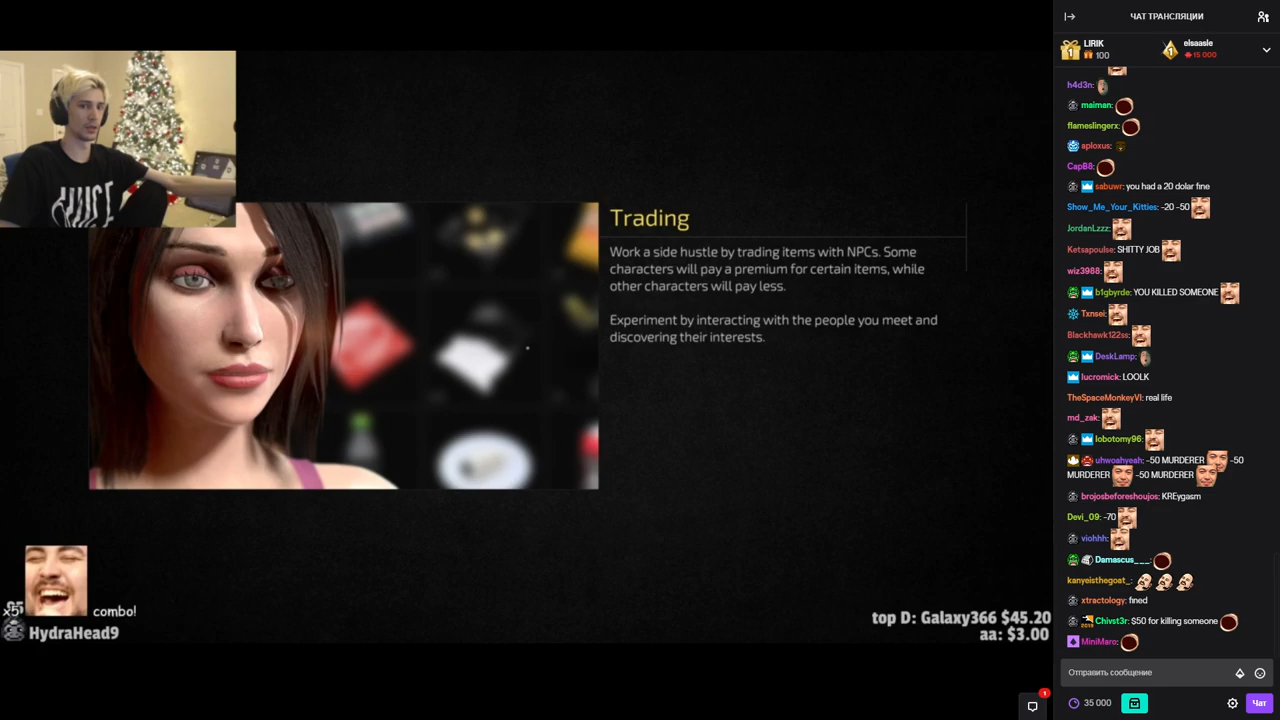 ЧАТ ТРАНСЛЯЦИИ
LIRIK
100
elsaasle
15 000
h4d3n:
maiman:
flameslingerx:
aploxus:
CapB8:
sabuwr: you had a 20 dolar fine
Show_Me_Your_Kitties: -20 -50
JordanLzzz:
Ketsapoulse: SHITTY JOB
wiz3988:
b1gbyrde: YOU KILLED SOMEONE
Txnsei:
Blackhawk122ss:
DeskLamp:
lucromick: LOOLK
TheSpaceMonkeyVI: real life
md_zak:
lobotomy96:
uhwoahyeah: -50 MURDERER -50
MURDERER -50 MURDERER
brojosbeforeshoujos: KREygasm
Devi_09: -70
viohhh:
Damascus___:
kanyeisthegoat_:
xtractology: fined
Chivst3r: $50 for killing someone
MiniMaro:
Отправить сообщение
35 000
Чат
1
Trading
Work a side hustle by trading items with NPCs. Some
characters will pay a premium for certain items, while
other characters will pay less.
Experiment by interacting with the people you meet and
discovering their interests.
combo!
HydraHead9
top D: Galaxy366 $45.20
aa: $3.00